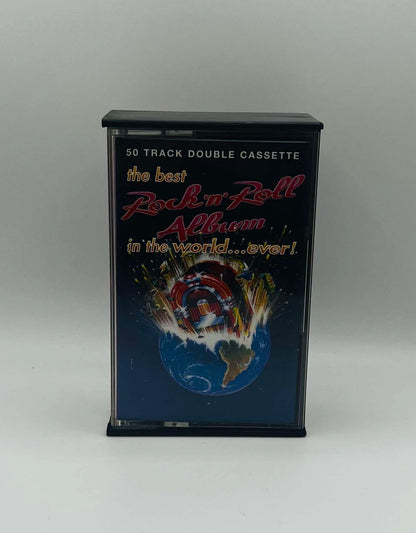 50 TRACK DOUBLE CASSETTE
the best
Rock 'n' Roll
Album
in the world...ever!